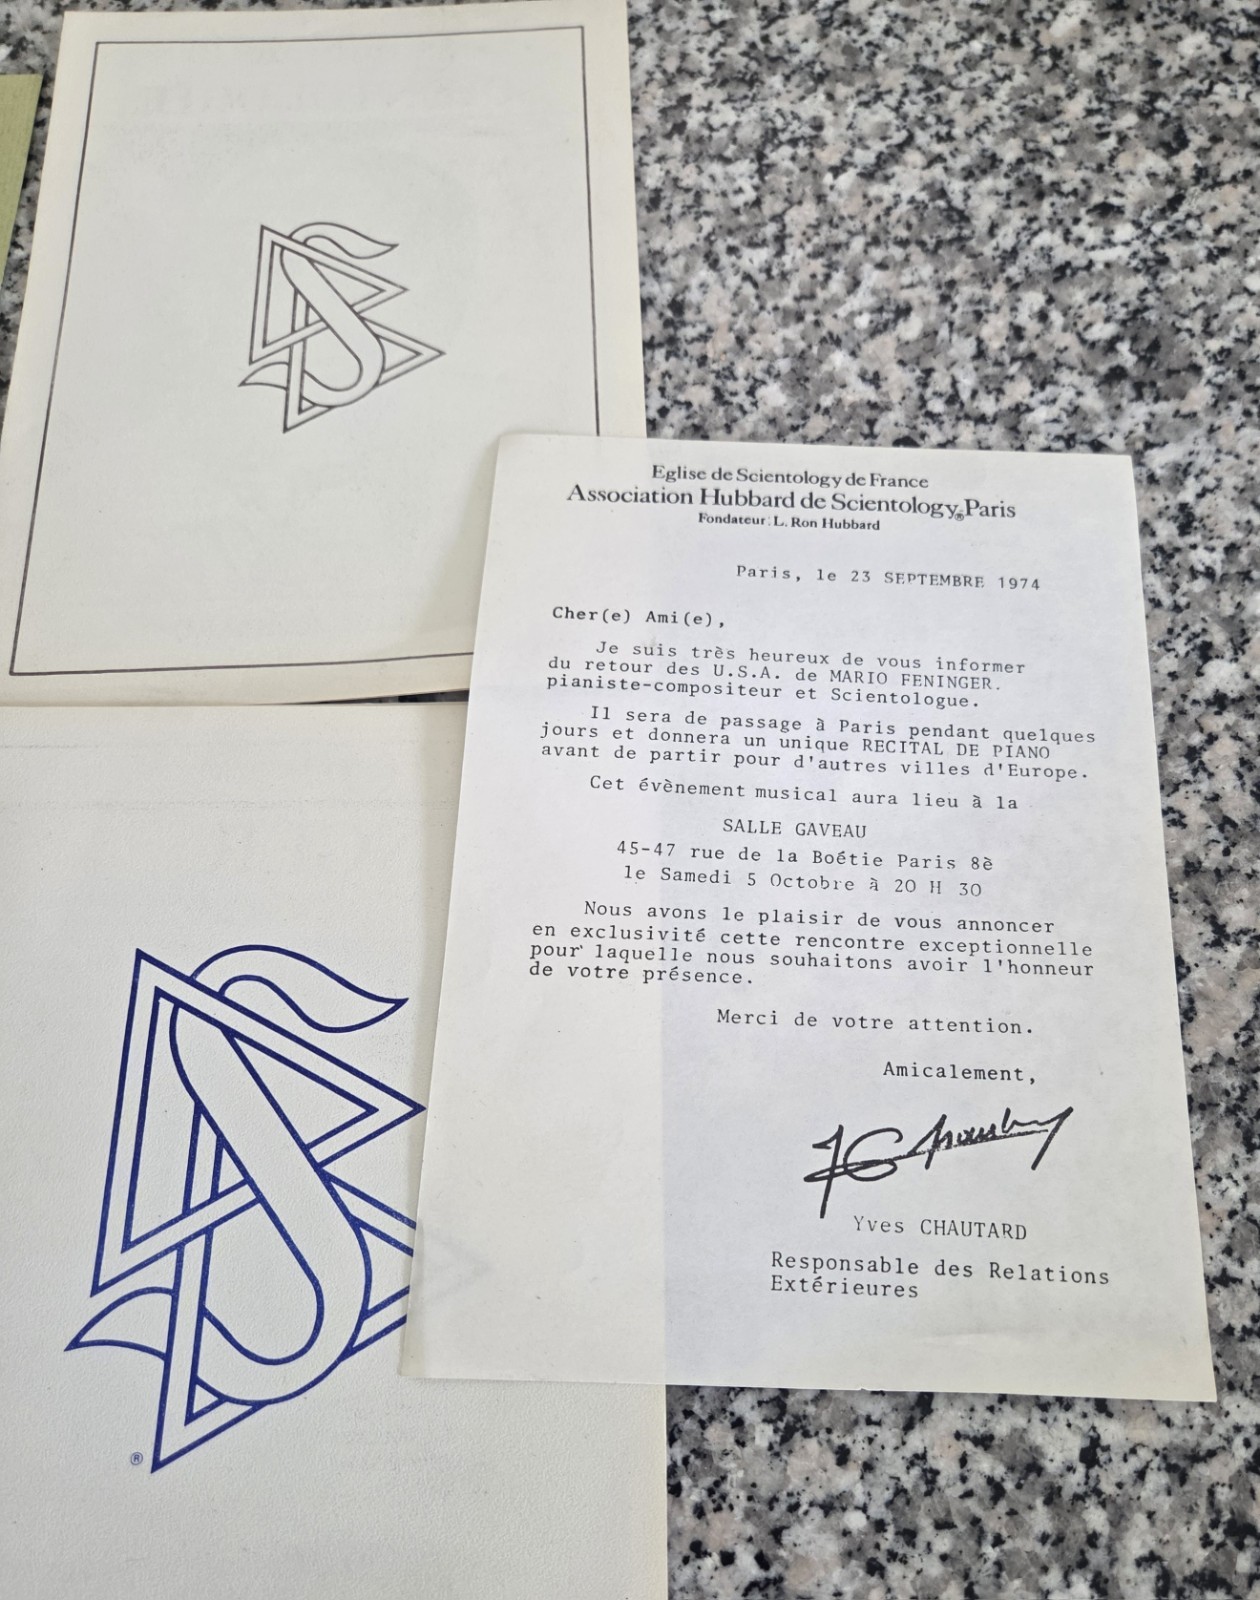 Eglise de Scientology de France
Association Hubbard de Scientology® Paris
Fondateur: L. Ron Hubbard
Paris, le 23 SEPTEMBRE 1974
Cher(e) Ami(e),
Je suis très heureux de vous informer
du retour des U.S.A. de MARIO FENINGER.
pianiste-compositeur et Scientologue.
Il sera de passage à Paris pendant quelques
jours et donnera un unique RECITAL DE PIANO
avant de partir pour d'autres villes d'Europe.
Cet évènement musical aura lieu à la
SALLE GAVEAU
45-47 rue de la Boétie Paris 8è
le Samedi 5 Octobre à 20 H 30
Nous avons le plaisir de vous annoncer
en exclusivité cette rencontre exceptionnelle
pour laquelle nous souhaitons avoir l'honneur
de votre présence.
Merci de votre attention.
Amicalement,
Yves CHAUTARD
Responsable des Relations
Extérieures
®